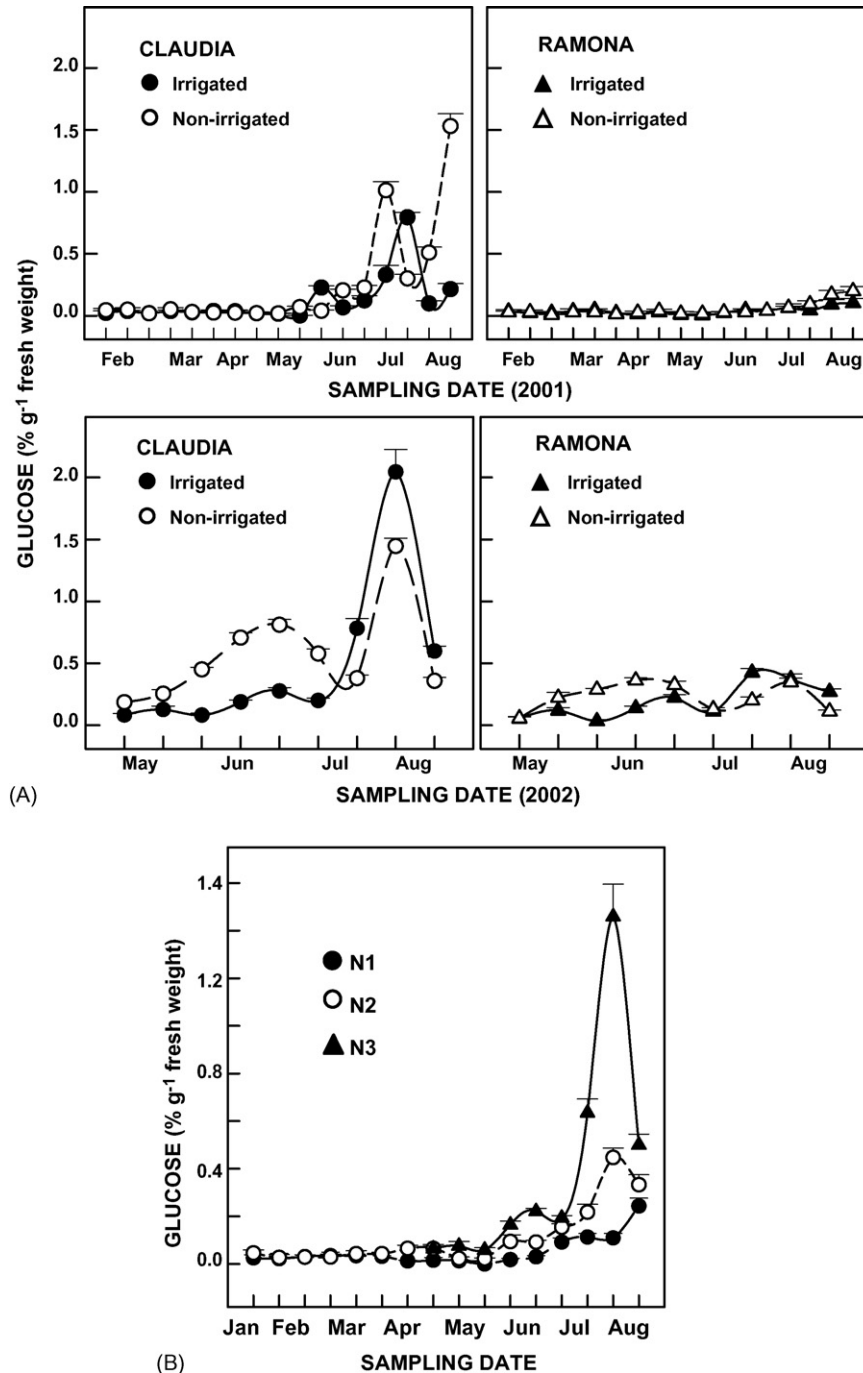 CLAUDIA
Irrigated
Non-irrigated
RAMONA
Irrigated
Non-irrigated
2.0
1.5
1.0
0.5
0.0
Feb Mar Apr May Jun Jul Aug
Feb Mar Apr May Jun Jul Aug
SAMPLING DATE (2001)
GLUCOSE (% g-1 fresh weight)
CLAUDIA
Irrigated
Non-irrigated
RAMONA
Irrigated
Non-irrigated
2.0
1.5
1.0
0.5
0.0
May Jun Jul Aug
May Jun Jul Aug
(A)
SAMPLING DATE (2002)
GLUCOSE (% g-1 fresh weight)
1.4
1.2
0.8
0.4
0.0
N1
N2
N3
Jan Feb Mar Apr May Jun Jul Aug
(B)
SAMPLING DATE